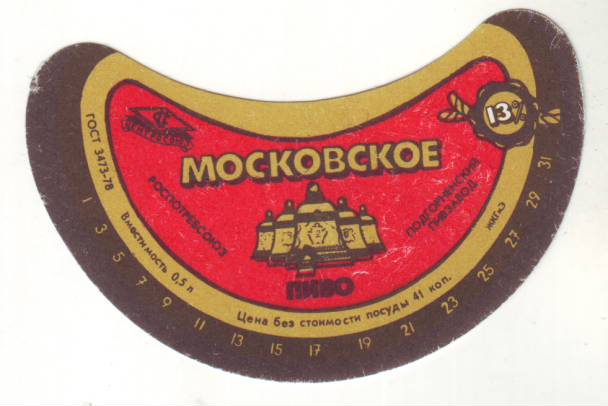 МОСКОВСКОЕ
ПИВО
13%
РОСПОТРЕБСОЮЗ
ПОДГОРНЕНСКИЙ
ПИВЗАВОД
ГОСТ 3473-78
Вместимость 0,5 л
Цена без стоимости посуды 41 коп.
1 3 5 7 9 11 13 15 17 19 21 23 25 27 29 31